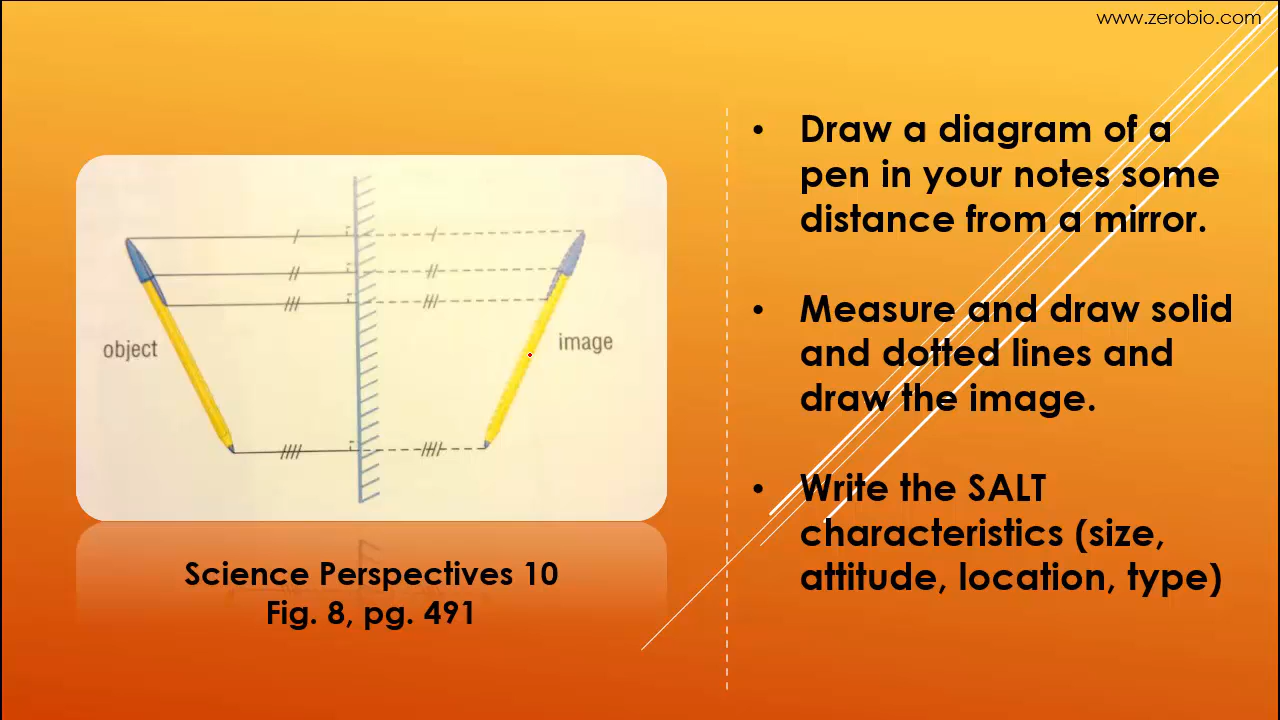 www.zerobio.com
• Draw a diagram of a
pen in your notes some
distance from a mirror.
• Measure and draw solid
and dotted lines and
draw the image.
• Write the SALT
characteristics (size,
attitude, location, type)
object
image
Science Perspectives 10
Fig. 8, pg. 491